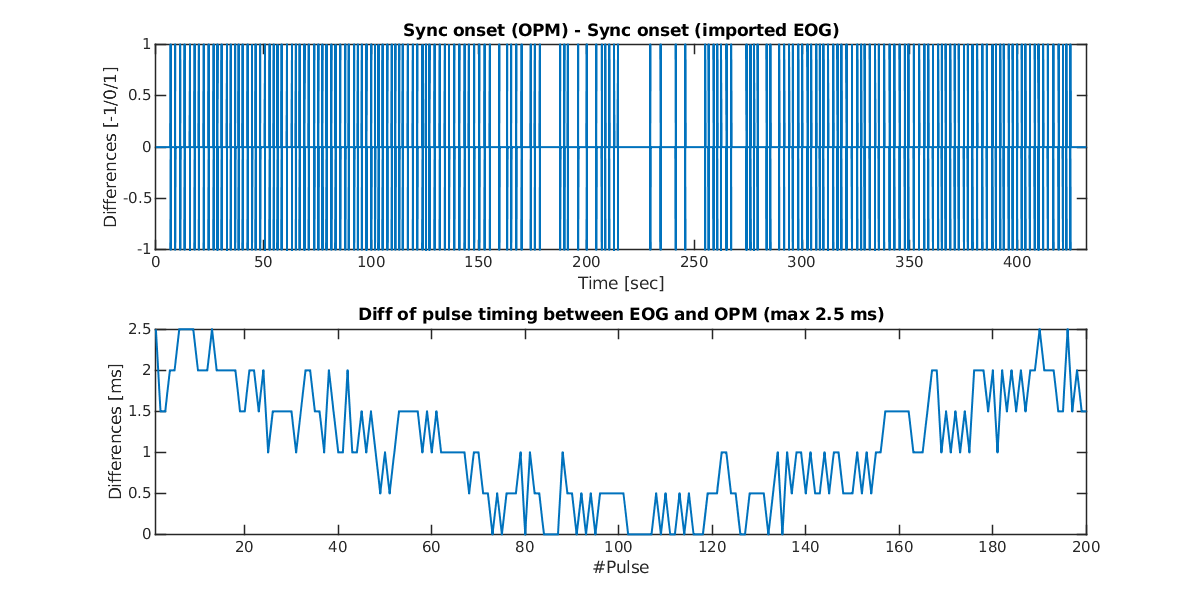 Sync onset (OPM) - Sync onset (imported EOG)
Differences [-1/0/1]
1
0.5
0
-0.5
-1
0 50 100 150 200 250 300 350 400
Time [sec]
Diff of pulse timing between EOG and OPM (max 2.5 ms)
Differences [ms]
2.5
2
1.5
1
0.5
0
20 40 60 80 100 120 140 160 180 200
#Pulse